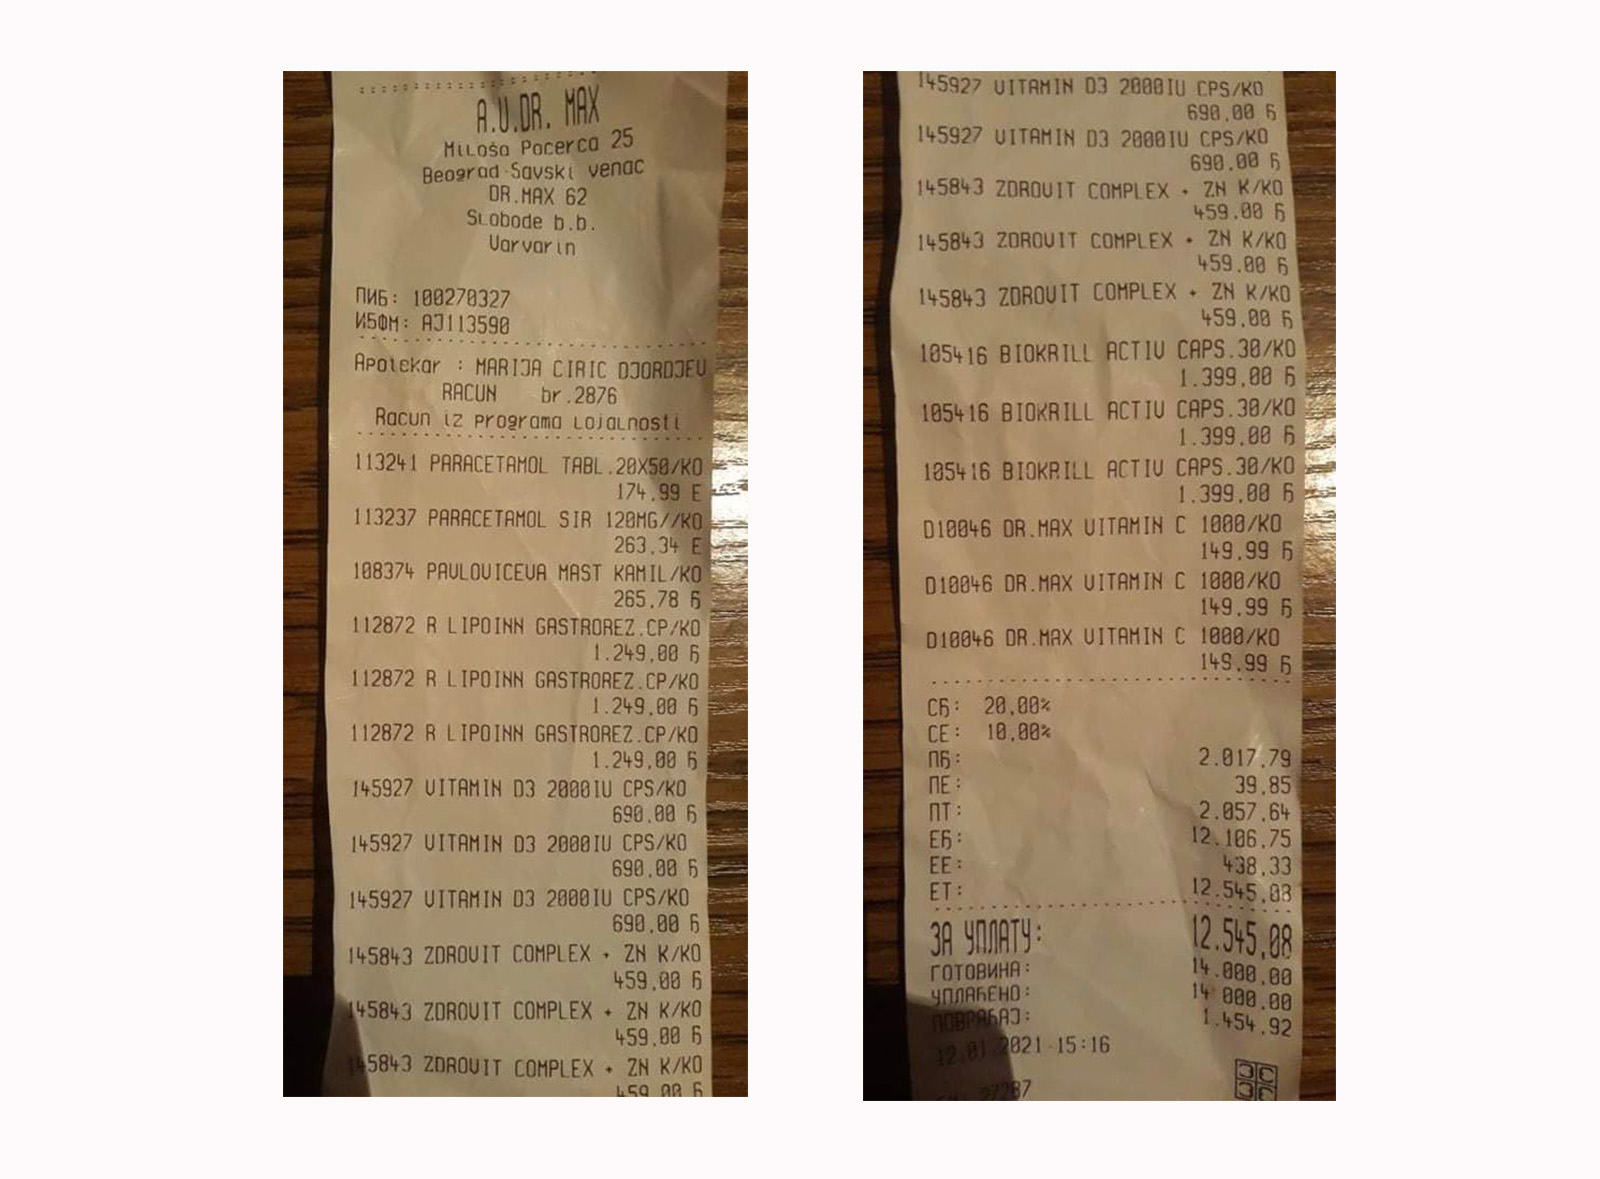 A.U.DR. MAX
Miloša Pocerca 25
Beograd-Savski venac
DR.MAX 62
Slobode b.b.
Varvarin
ПИБ: 100270327
ИБФМ: AJ113590
Apotekar : MARIJA CIRIC DJORDJEV
RACUN br.2876
Racun iz programa lojalnosti
113241 PARACETAMOL TABL.20X50/KO
174,99 Е
113237 PARACETAMOL SIR 120MG//KO
263,34 Е
108374 PAVLOVICEVA MAST KAMIL/KO
265,78 Ђ
112872 R LIPOINN GASTROREZ.CP/KO
1.249,00 Ђ
112872 R LIPOINN GASTROREZ.CP/KO
1.249,00 Ђ
112872 R LIPOINN GASTROREZ.CP/KO
1.249,00 Ђ
145927 VITAMIN D3 2000IU CPS/KO
690,00 Ђ
145927 VITAMIN D3 2000IU CPS/KO
690,00 Ђ
145927 VITAMIN D3 2000IU CPS/KO
690,00 Ђ
145843 ZDROVIT COMPLEX + ZN K/KO
459,00 Ђ
145843 ZDROVIT COMPLEX + ZN K/KO
459,00 Ђ
145843 ZDROVIT COMPLEX + ZN K/KO
459,00 Ђ
145927 VITAMIN D3 2000IU CPS/KO
690,00 Ђ
145927 VITAMIN D3 2000IU CPS/KO
690,00 Ђ
145843 ZDROVIT COMPLEX + ZN K/KO
459,00 Ђ
145843 ZDROVIT COMPLEX + ZN K/KO
459,00 Ђ
145843 ZDROVIT COMPLEX + ZN K/KO
459,00 Ђ
105416 BIOKRILL ACTIV CAPS.30/KO
1.399,00 Ђ
105416 BIOKRILL ACTIV CAPS.30/KO
1.399,00 Ђ
105416 BIOKRILL ACTIV CAPS.30/KO
1.399,00 Ђ
D10046 DR.MAX VITAMIN C 1000/KO
149,99 Ђ
D10046 DR.MAX VITAMIN C 1000/KO
149,99 Ђ
D10046 DR.MAX VITAMIN C 1000/KO
149,99 Ђ
СЂ: 20,00%
СЕ: 10,00%
ПЂ: 2.017,79
ПЕ: 39,85
ПТ: 2.057,64
ЕЂ: 12.106,75
ЕЕ: 438,33
ЕТ: 12.545,08
ЗА УПЛАТУ: 12.545,08
ГОТОВИНА: 14.000,00
УПЛАЋЕНО: 14.000,00
ПОВРАЋАЈ: 1.454,92
12.01.2021-15:16